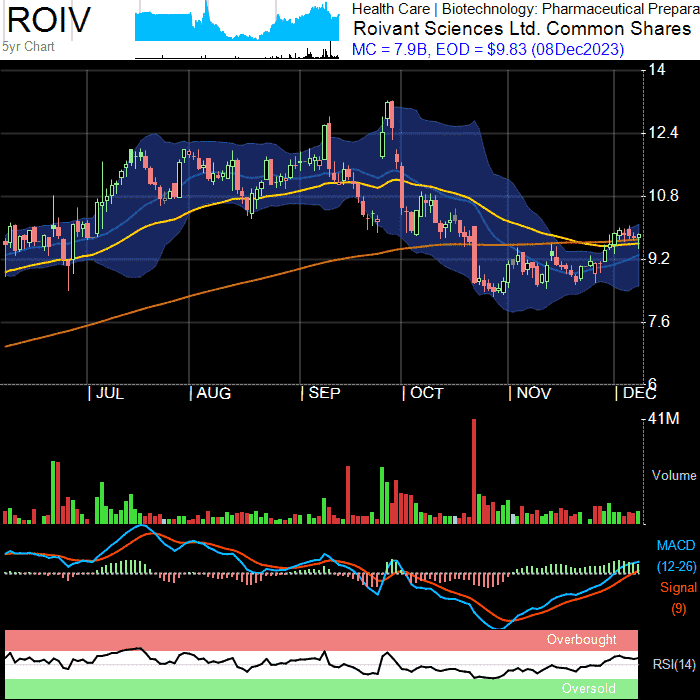 ROIV
5yr Chart
Health Care | Biotechnology: Pharmaceutical Prepara
Roivant Sciences Ltd. Common Shares
MC = 7.9B, EOD = $9.83 (08Dec2023)
14
12.4
10.8
9.2
7.6
6
| JUL | AUG | SEP | OCT | NOV | DEC
41M
Volume
MACD
(12-26)
Signal
(9)
Overbought
RSI(14)
Oversold